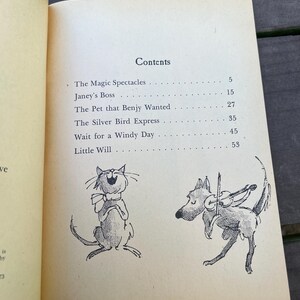 Contents
The Magic Spectacles . . . . . . . . . . . 5
Janey's Boss . . . . . . . . . . . . . . 15
The Pet that Benjy Wanted . . . . . . . 27
The Silver Bird Express . . . . . . . . . 35
Wait for a Windy Day . . . . . . . . . . 45
Little Will . . . . . . . . . . . . . . . 53